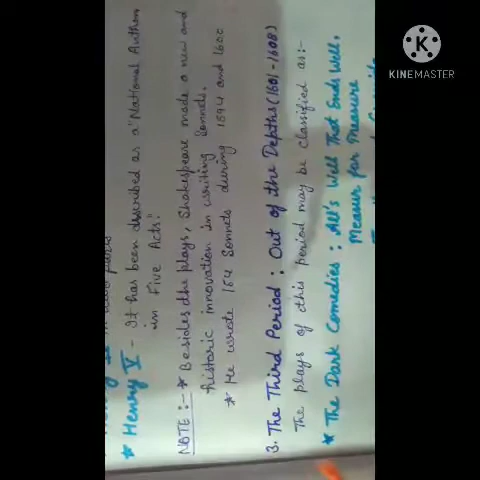 * Henry V - It has been described as a "National Anthem
in Five Acts".
NOTE :- * Besides the plays, Shakespeare made a new and
historic innovation in writing Sonnets.
* He wrote 154 Sonnets during 1594 and 1600
3. The Third Period : Out of the Depths (1601-1608)
The plays of this period may be classified as:-
* The Dark Comedies : All's Well That Ends Well.
Measure for Measure
K
KINEMASTER